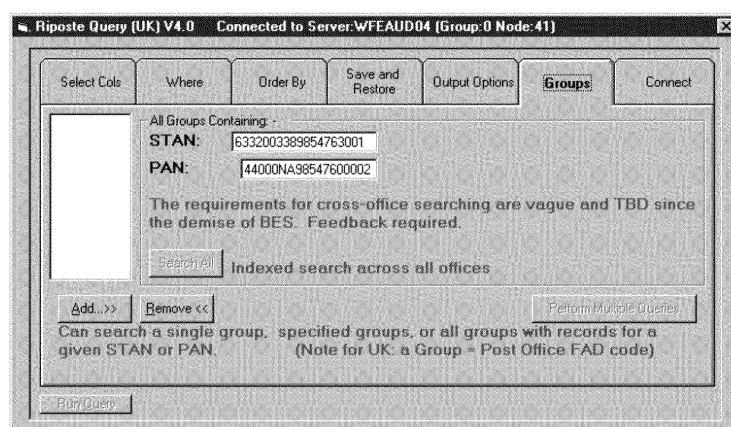 Riposte Query (UK) V4.0 Connected to Server:WFEAUD04 (Group:0 Node:41)
Select Cols
Where
Order By
Save and
Restore
Output Options
Groups
Connect
All Groups Containing: -
STAN: 6332003389854763001
PAN: 44000NA98547600002
The requirements for cross-office searching are vague and TBD since
the demise of BES. Feedback required.
Search All
Indexed search across all offices
Add...>>
Remove <<
Perform Multiple Queries
Can search a single group, specified groups, or all groups with records for a
given STAN or PAN. (Note for UK: a Group = Post Office FAD code)
Run Query